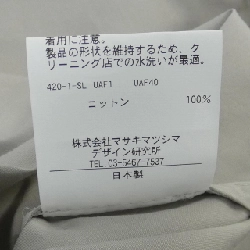 着用に注意。
製品の形状を維持するため、ク
リーニング店での水洗いが最適。
420-1-SL UAF1 UAF40
コットン 100%
株式会社マサキマツシマ
デザイン研究所
TEL 03-5467-7537
日本製